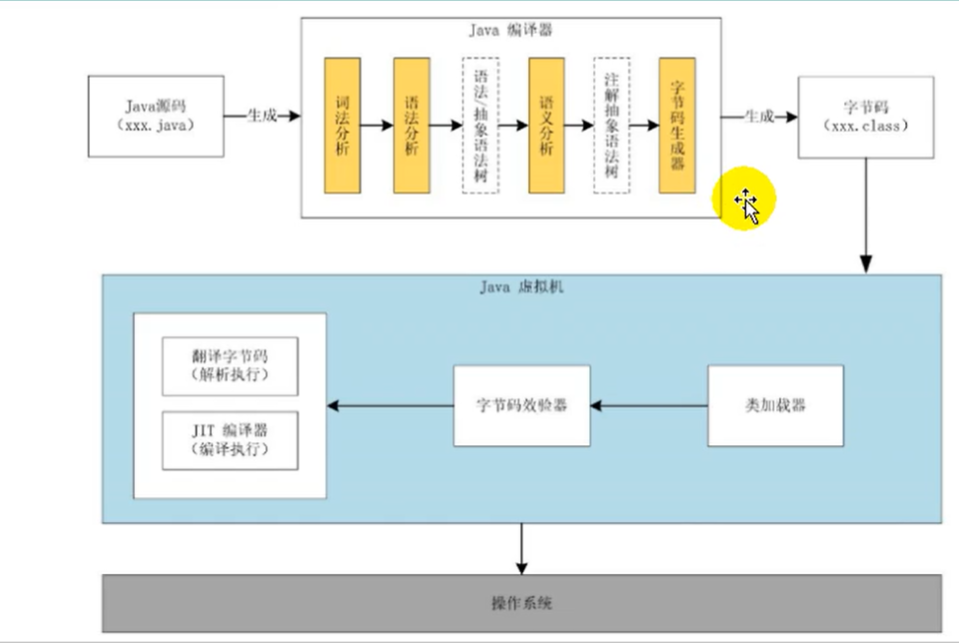 Java 编译器
Java源码
（xxx.java）
生成
词法分析
语法分析
语法/抽象语法树
语义分析
注解抽象语法树
字节码生成器
生成
字节码
（xxx.class）
Java 虚拟机
翻译字节码
（解析执行）
JIT 编译器
（编译执行）
字节码效验器
类加载器
操作系统